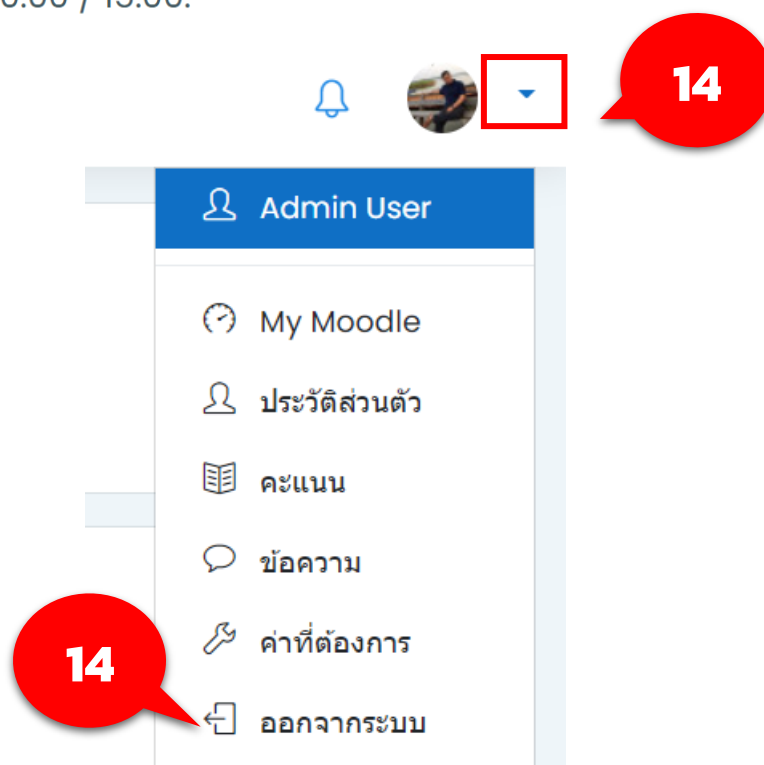 14
Admin User
My Moodle
ประวัติส่วนตัว
คะแนน
ข้อความ
ค่าที่ต้องการ
14
ออกจากระบบ